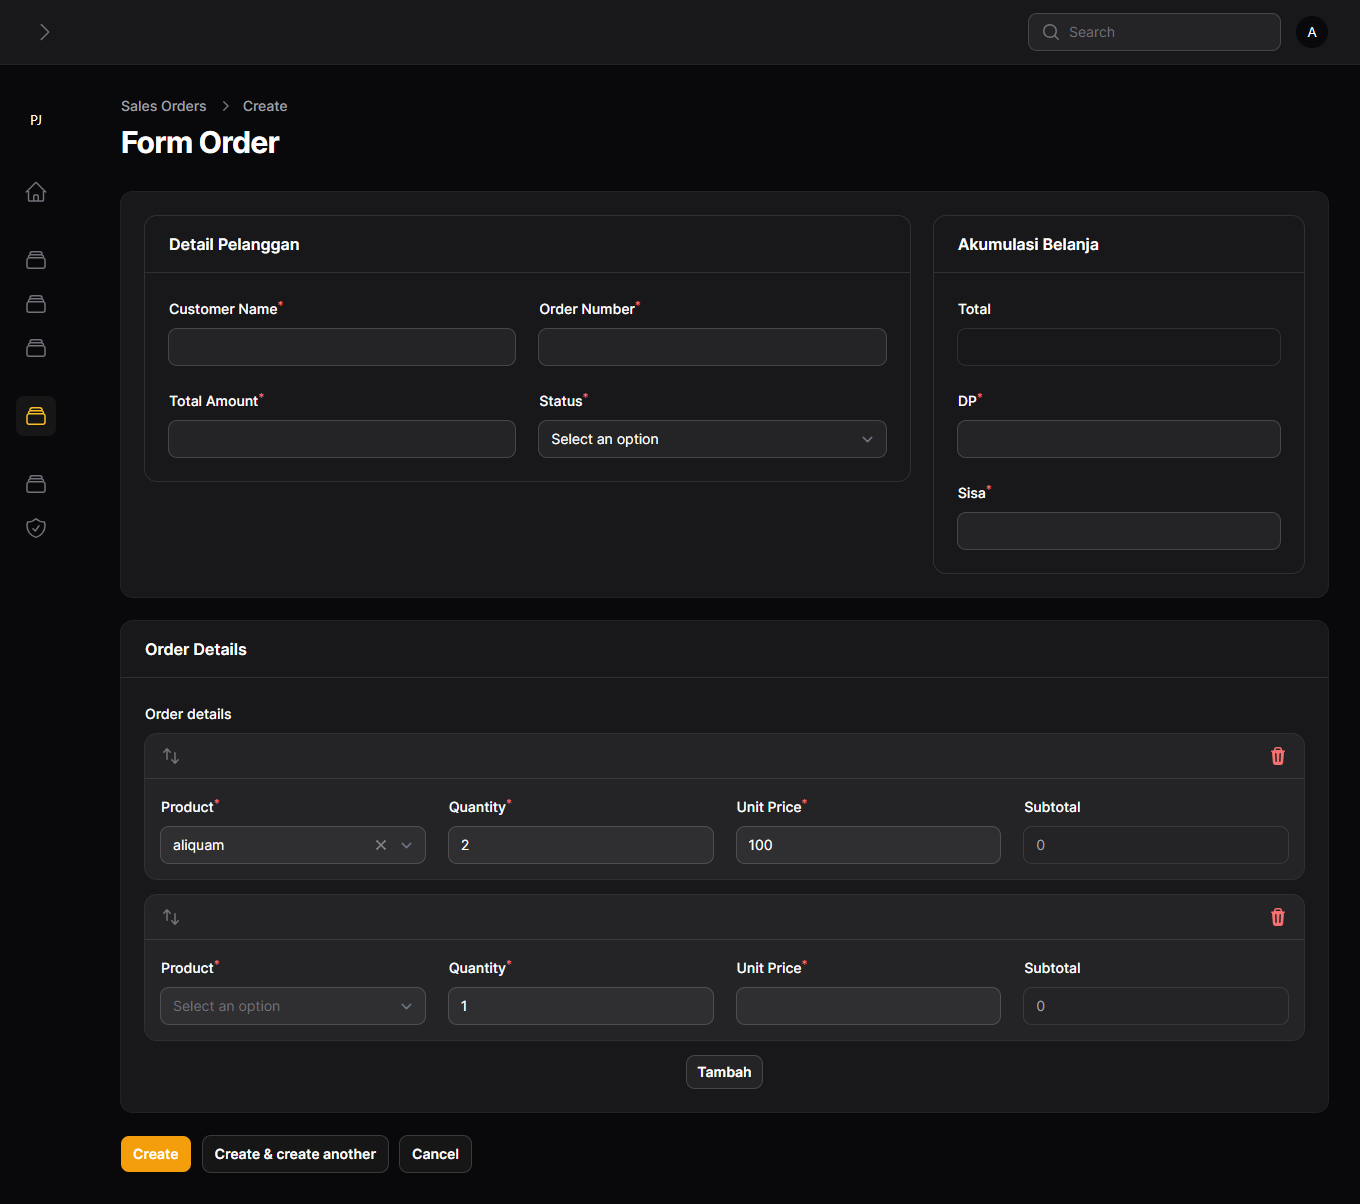 Search
A
PJ
Sales Orders > Create
Form Order
Detail Pelanggan
Customer Name*
Order Number*
Total Amount*
Status*
Select an option
Akumulasi Belanja
Total
DP*
Sisa*
Order Details
Order details
Product* Quantity* Unit Price* Subtotal
aliquam 2 100 0
Product* Quantity* Unit Price* Subtotal
Select an option 1 0
Tambah
Create Create & create another Cancel